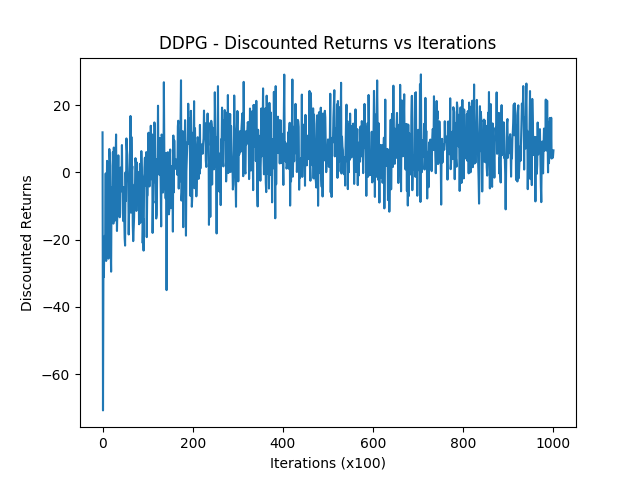 DDPG - Discounted Returns vs Iterations
20
0
−20
−40
−60
Discounted Returns
0 200 400 600 800 1000
Iterations (x100)